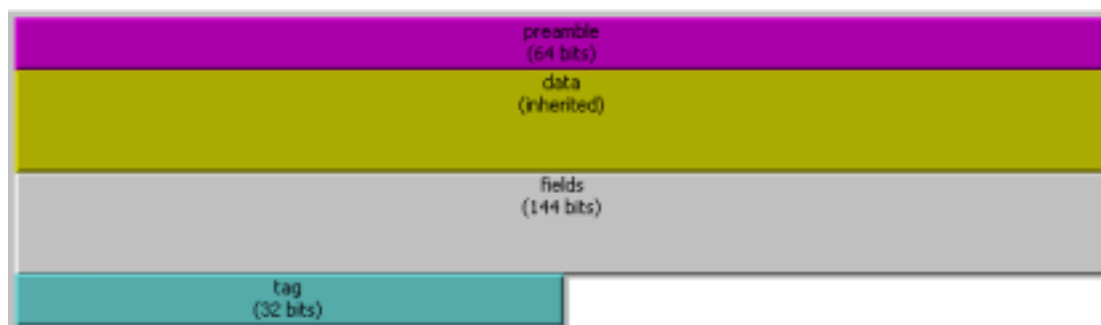 preamble
(64 bits)
data
(inherited)
fields
(144 bits)
tag
(32 bits)